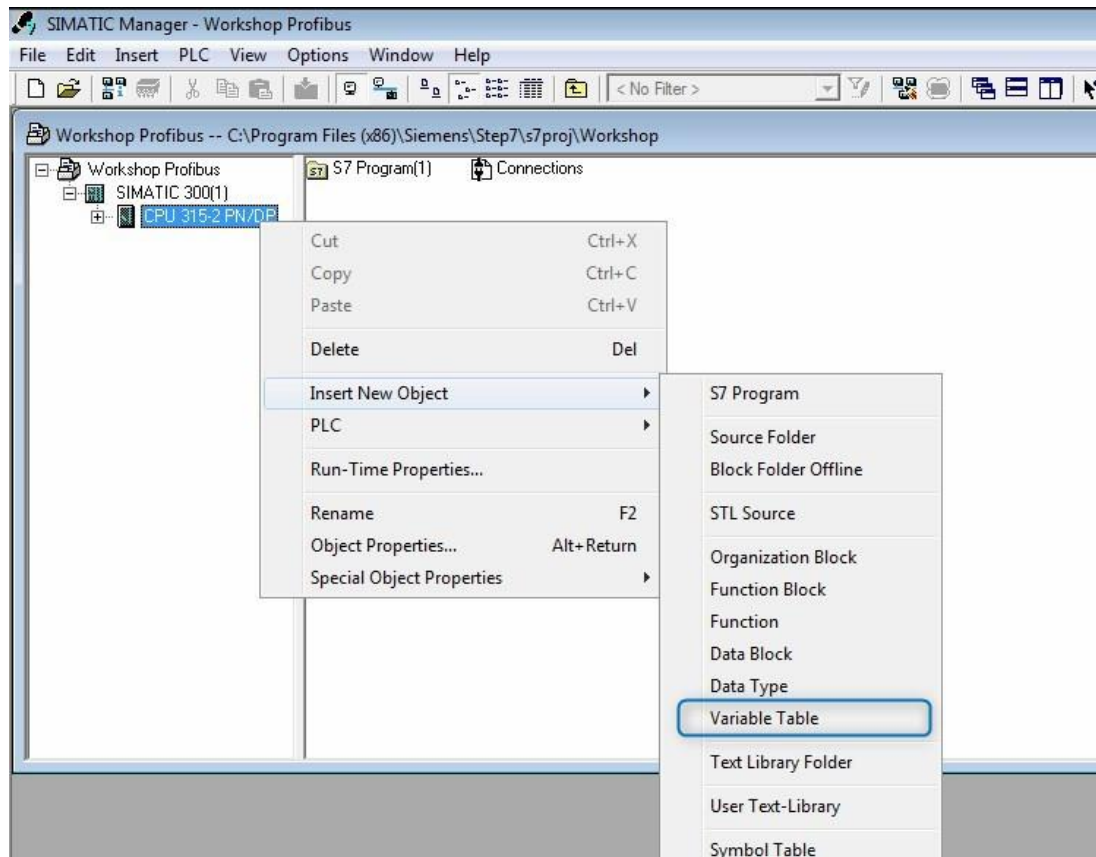 SIMATIC Manager - Workshop Profibus
File Edit Insert PLC View Options Window Help
< No Filter >
Workshop Profibus -- C:\Program Files (x86)\Siemens\Step7\s7proj\Workshop
Workshop Profibus
SIMATIC 300(1)
CPU 315-2 PN/DP
S7 Program(1) Connections
Cut Ctrl+X
Copy Ctrl+C
Paste Ctrl+V
Delete Del
Insert New Object
PLC
Run-Time Properties...
Rename F2
Object Properties... Alt+Return
Special Object Properties
S7 Program
Source Folder
Block Folder Offline
STL Source
Organization Block
Function Block
Function
Data Block
Data Type
Variable Table
Text Library Folder
User Text-Library
Symbol Table